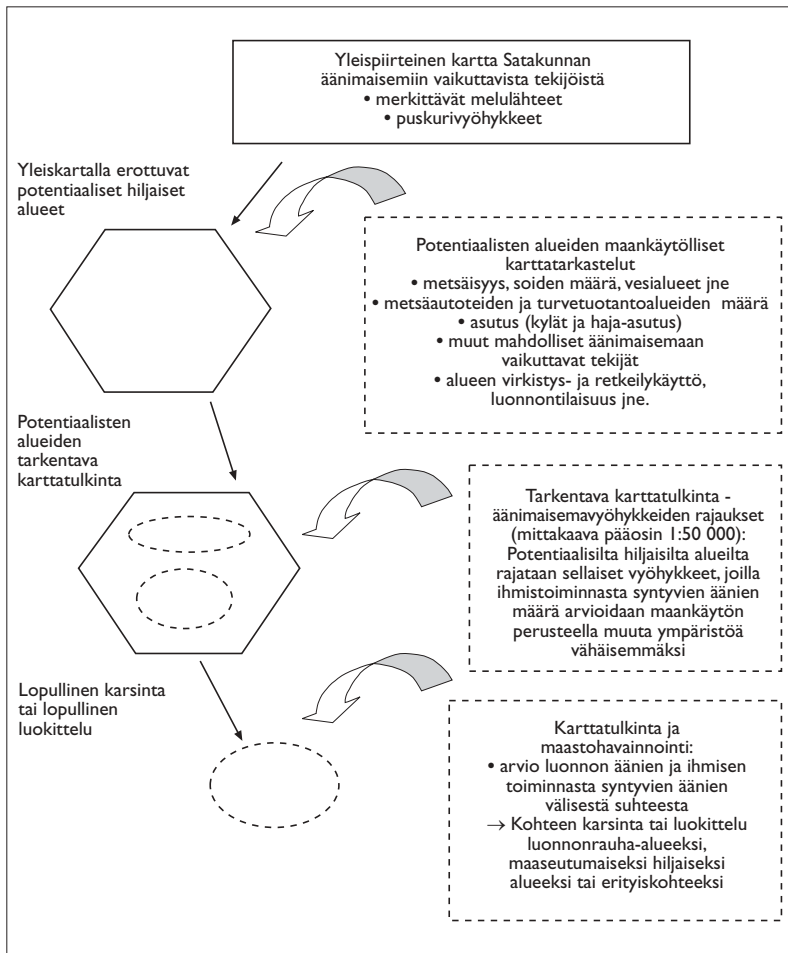 Yleispiirteinen kartta Satakunnan
äänimaisemiin vaikuttavista tekijöistä
• merkittävät melulähteet
• puskurivyöhykkeet
Yleiskartalla erottuvat
potentiaaliset hiljaiset
alueet
Potentiaalisten alueiden maankäytölliset
karttatarkastelut
• metsäisyys, soiden määrä, vesialueet jne
• metsäautoteiden ja turvetuotantoalueiden määrä
• asutus (kylät ja haja-asutus)
• muut mahdolliset äänimaisemaan
vaikuttavat tekijät
• alueen virkistys- ja retkeilykäyttö,
luonnontilaisuus jne.
Potentiaalisten
alueiden
tarkentava
karttatulkinta
Tarkentava karttatulkinta -
äänimaisemavyöhykkeiden rajaukset
(mittakaava pääosin 1:50 000):
Potentiaalisilta hiljaisilta alueilta
rajataan sellaiset vyöhykkeet, joilla
ihmistoiminnasta syntyvien äänien
määrä arvioidaan maankäytön
perusteella muuta ympäristöä
vähäisemmäksi
Lopullinen karsinta
tai lopullinen
luokittelu
Karttatulkinta ja
maastohavainnointi:
• arvio luonnon äänien ja ihmisen
toiminnasta syntyvien äänien
välisestä suhteesta
→ Kohteen karsinta tai luokittelu
luonnonrauha-alueeksi,
maaseutumaiseksi hiljaiseksi
alueeksi tai erityiskohteeksi